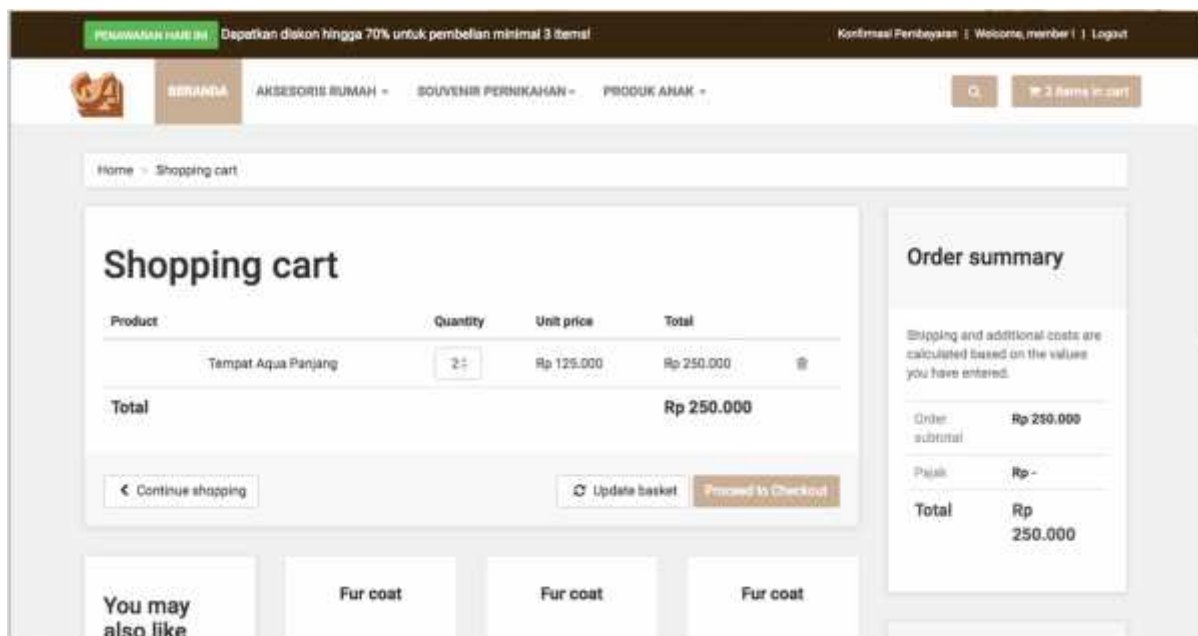 PENAWARAN HARI INI Dapatkan diskon hingga 70% untuk pembelian minimal 3 items!
Konfirmasi Pembayaran | Welcome, member 1 | Logout
BERANDA AKSESORIS RUMAH SOUVENIR PERNIKAHAN PRODUK ANAK
items in cart
Home > Shopping cart
Shopping cart
Product Quantity Unit price Total
Tempat Aqua Panjang 2 Rp 125.000 Rp 250.000
Total Rp 250.000
Continue shopping Update basket Proceed to Checkout
Order summary
Shipping and additional costs are
calculated based on the values
you have entered.
Order
subtotal
Rp 250.000
Pajak Rp -
Total Rp
250.000
You may
also like
Fur coat Fur coat Fur coat